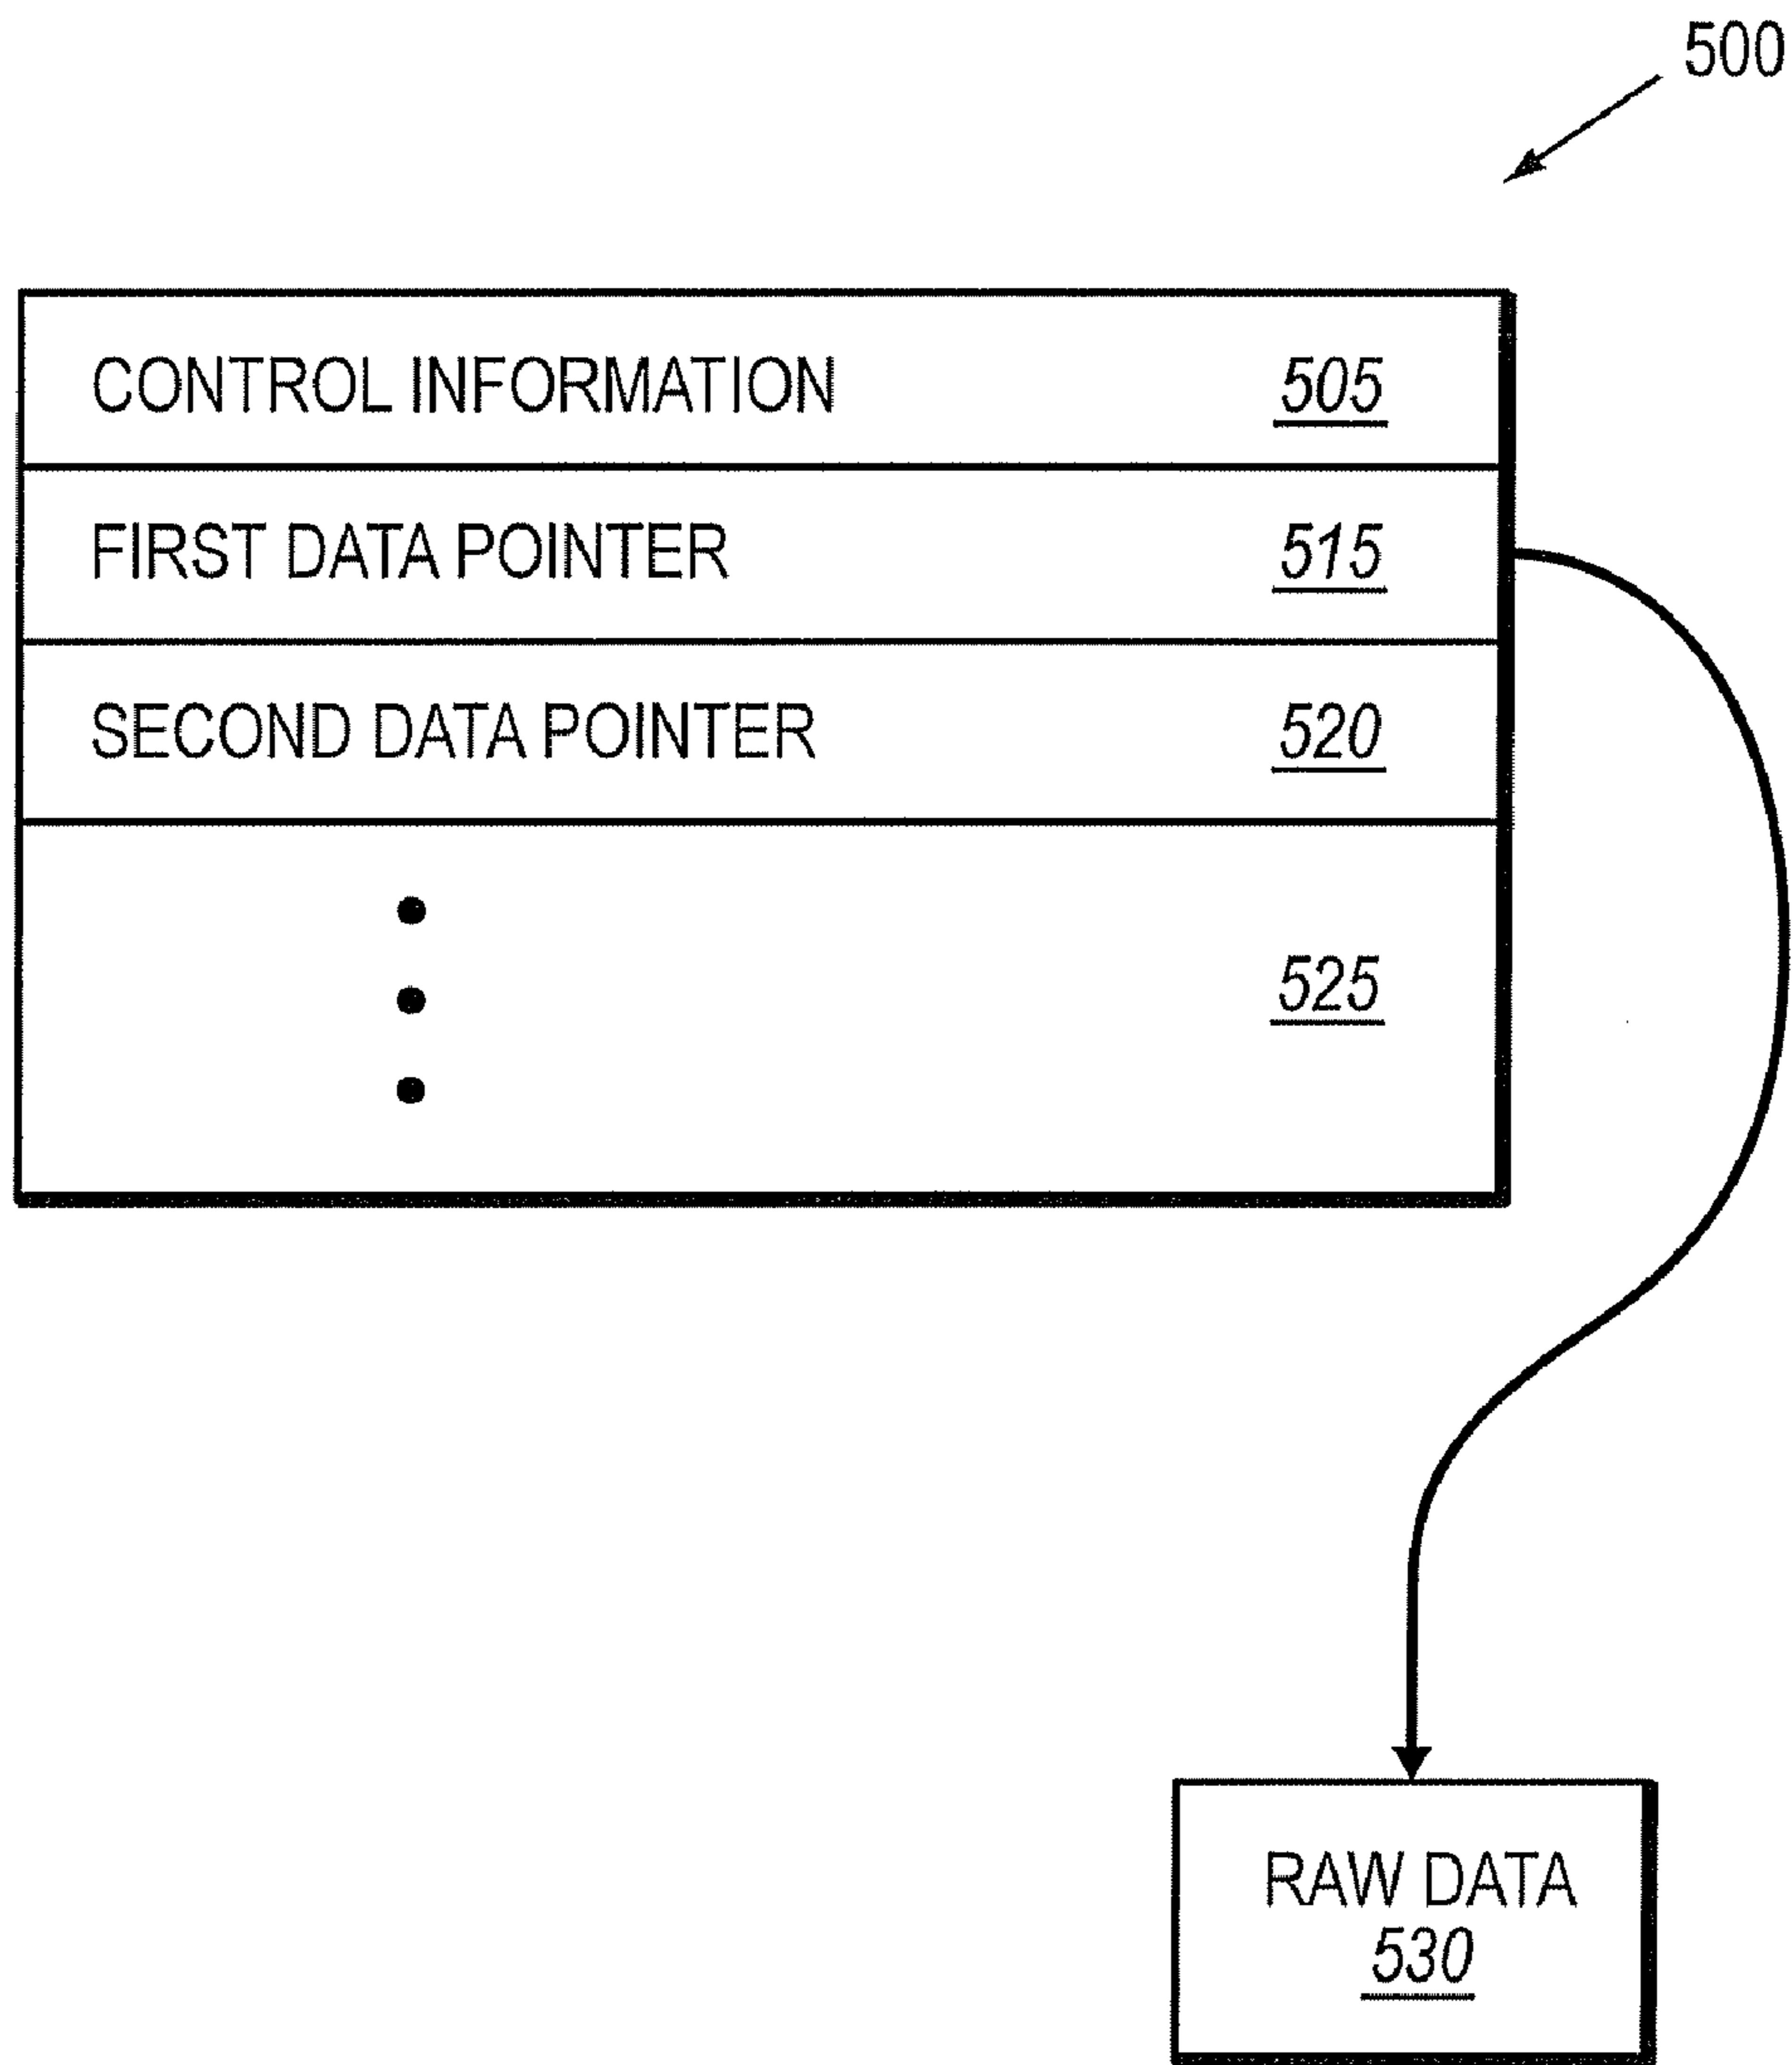 500
CONTROL INFORMATION 505
FIRST DATA POINTER 515
SECOND DATA POINTER 520
525
RAW DATA
530